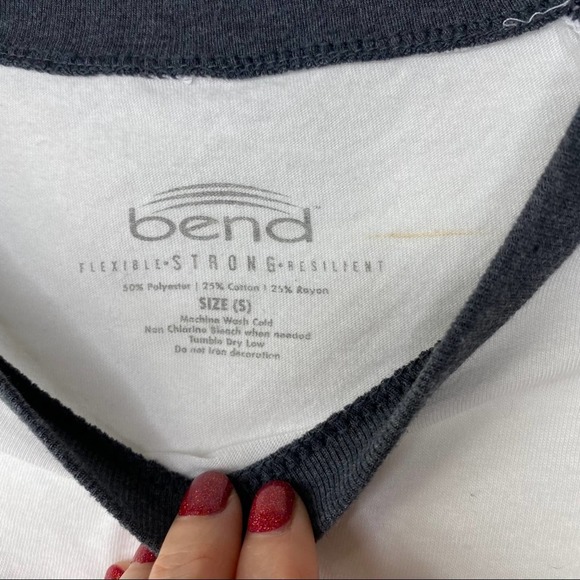 bend™
FLEXIBLE • STRONG • RESILIENT
50% Polyester | 25% Cotton | 25% Rayon
SIZE (S)
Machine Wash Cold
Non Chlorine Bleach when needed
Tumble Dry Low
Do not iron decoration